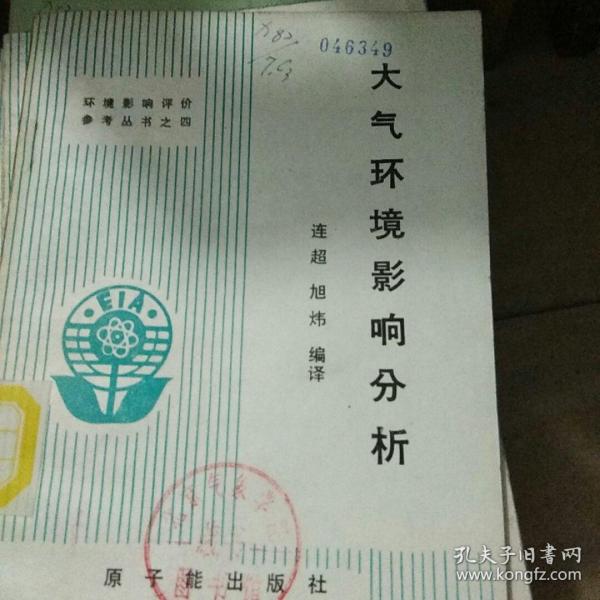 046349
环境影响评价
参考丛书之四
大气环境影响分析
连超 旭炜 编译
EIA
原子能出版社
孔夫子旧书网
www.kongfz.com